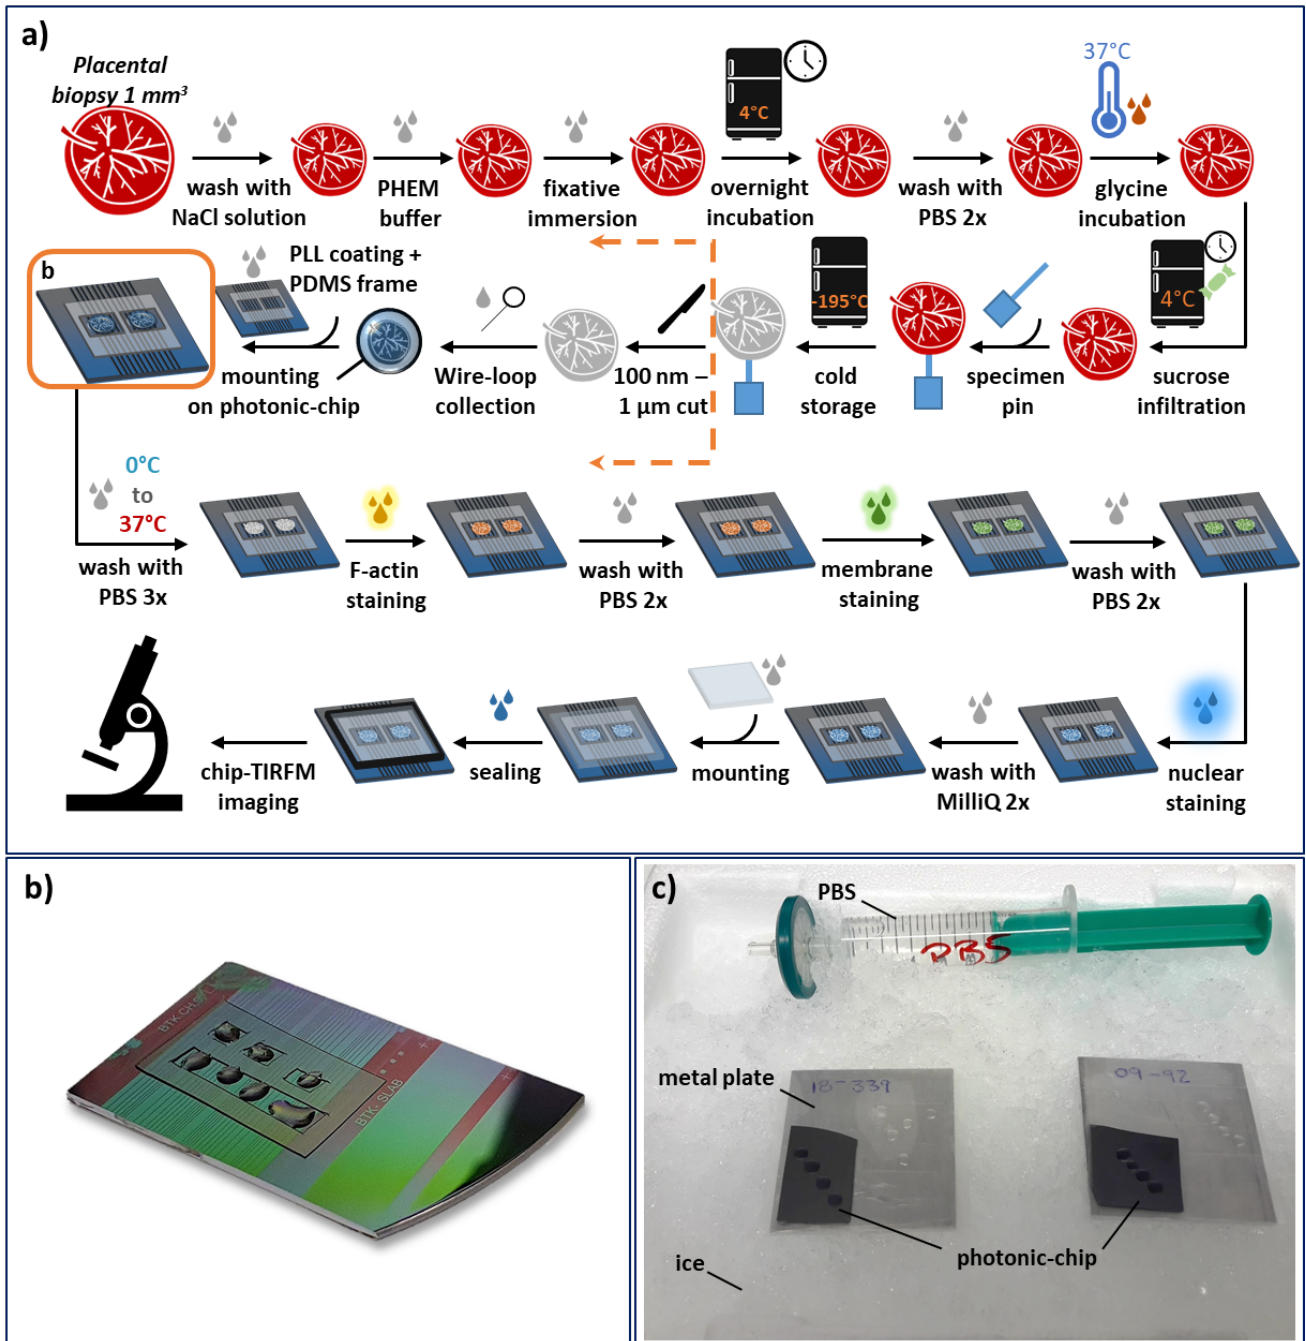 a)
Placental
biopsy 1 mm³
wash with
NaCl solution
PHEM
buffer
fixative
immersion
4°C
overnight
incubation
wash with
PBS 2x
37°C
glycine
incubation
4°C
sucrose
infiltration
specimen
pin
-195°C
cold
storage
100 nm –
1 µm cut
Wire-loop
collection
PLL coating +
PDMS frame
mounting
on photonic-chip
b
0°C
to
37°C
wash with
PBS 3x
F-actin
staining
wash with
PBS 2x
membrane
staining
wash with
PBS 2x
nuclear
staining
wash with
MilliQ 2x
mounting
sealing
chip-TIRFM
imaging
b)
BTK-SLAB
c)
PBS
PBS
metal plate
18-339
09-92
photonic-chip
ice